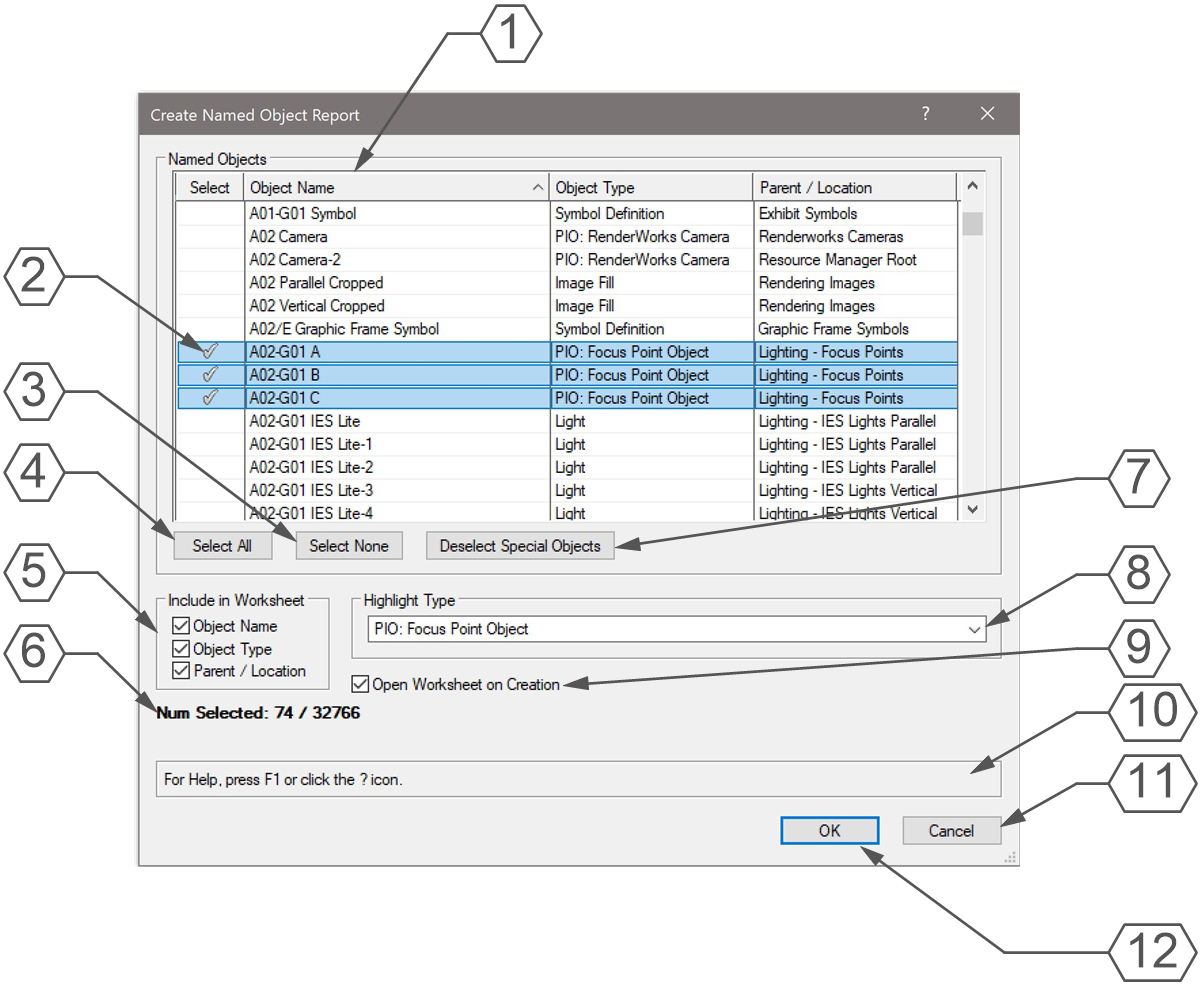 1
Create Named Object Report ?
Named Objects
Select Object Name Object Type Parent / Location
A01-G01 Symbol Symbol Definition Exhibit Symbols
A02 Camera PIO: RenderWorks Camera Renderworks Cameras
A02 Camera-2 PIO: RenderWorks Camera Resource Manager Root
2
A02 Parallel Cropped Image Fill Rendering Images
A02 Vertical Cropped Image Fill Rendering Images
A02/E Graphic Frame Symbol Symbol Definition Graphic Frame Symbols
A02-G01 A PIO: Focus Point Object Lighting - Focus Points
A02-G01 B PIO: Focus Point Object Lighting - Focus Points
3
A02-G01 C PIO: Focus Point Object Lighting - Focus Points
A02-G01 IES Lite Light Lighting - IES Lights Parallel
A02-G01 IES Lite-1 Light Lighting - IES Lights Parallel
4
A02-G01 IES Lite-2 Light Lighting - IES Lights Parallel
7
A02-G01 IES Lite-3 Light Lighting - IES Lights Vertical
A02-G01 IES Lite-4 Light Lighting - IES Lights Vertical
Select All Select None Deselect Special Objects
5
8
Include in Worksheet Highlight Type
Object Name PIO: Focus Point Object
Object Type
6
9
Parent / Location Open Worksheet on Creation
Num Selected: 74 / 32766
10
For Help, press F1 or click the ? icon.
11
OK Cancel
12